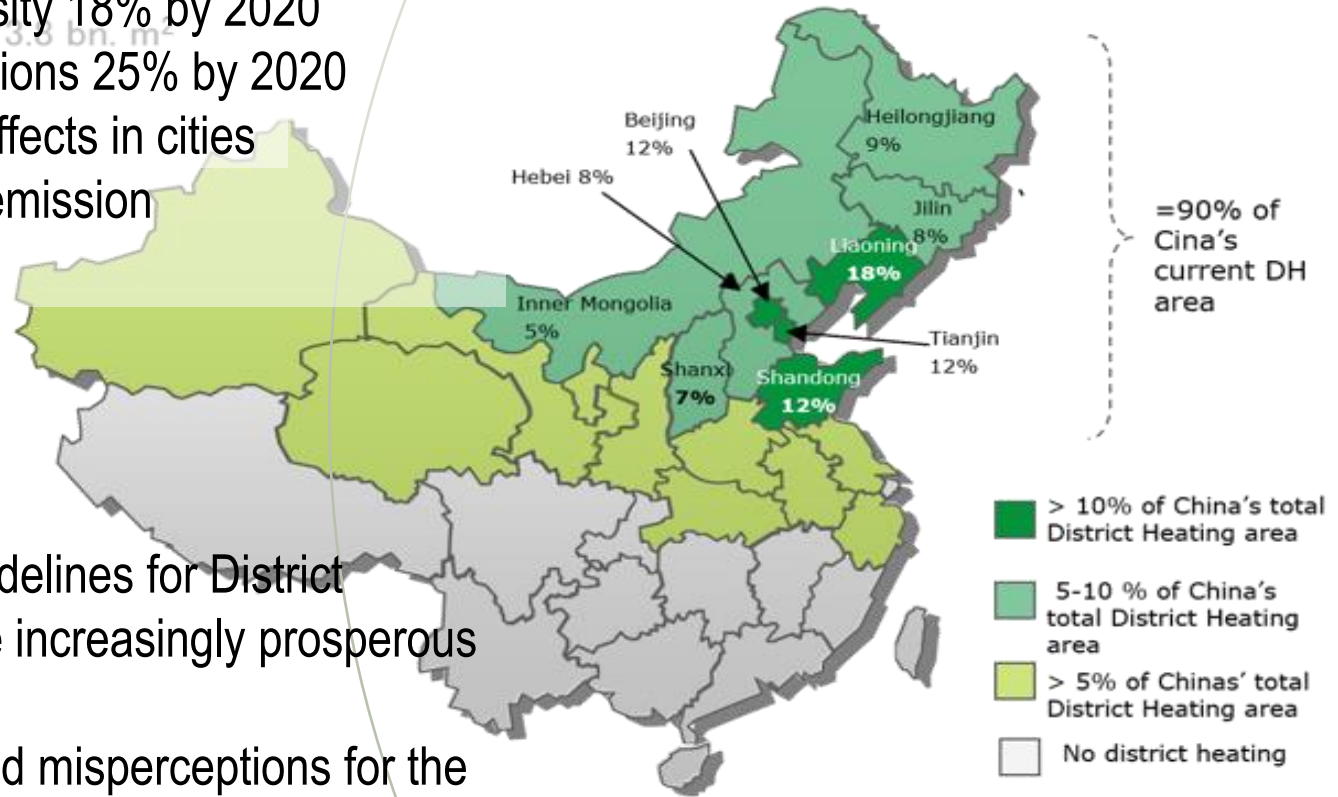 sity 18% by 2020
3.8 bn. m²
ions 25% by 2020
ffects in cities
emission
delines for District
e increasingly prosperous
d misperceptions for the
Beijing
12%
Hebei 8%
Heilongjiang
9%
Jilin
8%
Liaoning
18%
Inner Mongolia
5%
Shanxi
7%
Shandong
12%
Tianjin
12%
=90% of
Cina's
current DH
area
> 10% of China's total
District Heating area
5-10 % of China's
total District Heating
area
> 5% of Chinas' total
District Heating area
No district heating